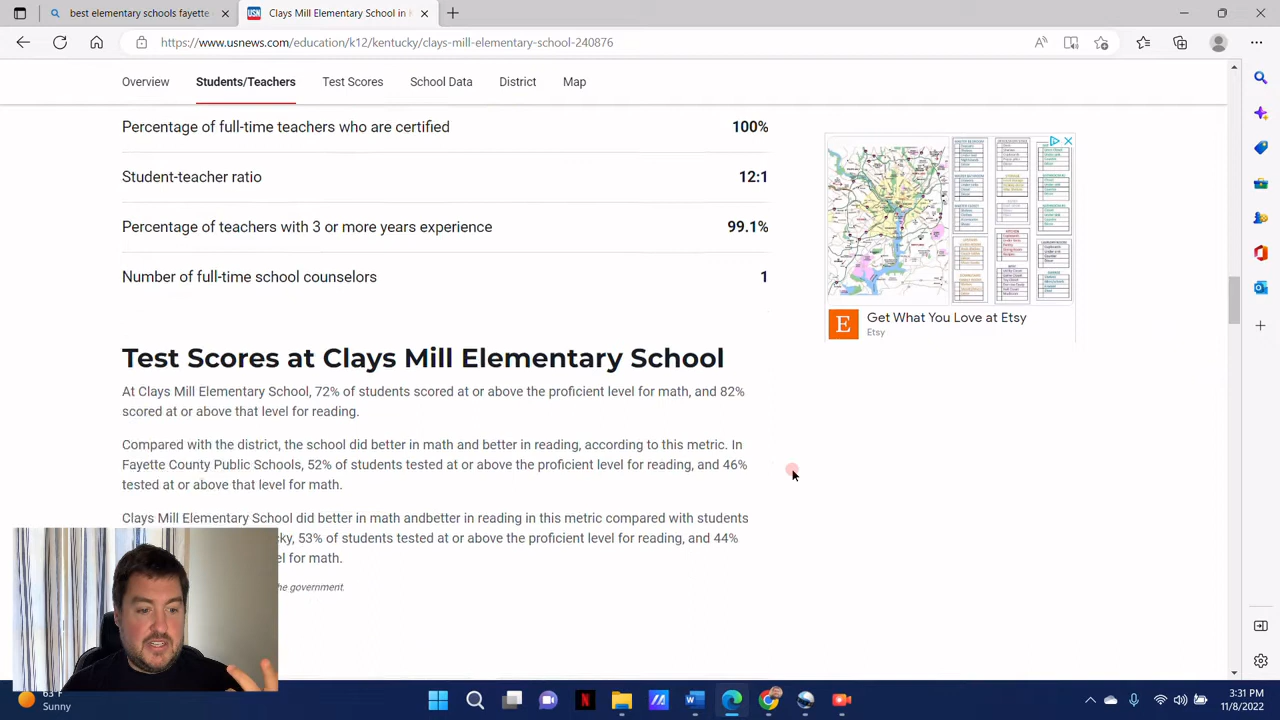 best elementary schools fayette
Clays Mill Elementary School in
https://www.usnews.com/education/k12/kentucky/clays-mill-elementary-school-240876
Overview Students/Teachers Test Scores School Data District Map
Percentage of full-time teachers who are certified 100%
Student-teacher ratio 12:1
Percentage of teachers with 3 or more years experience 99.1%
Number of full-time school counselors 1
Get What You Love at Etsy
Etsy
Test Scores at Clays Mill Elementary School
At Clays Mill Elementary School, 72% of students scored at or above the proficient level for math, and 82%
scored at or above that level for reading.
Compared with the district, the school did better in math and better in reading, according to this metric. In
Fayette County Public Schools, 52% of students tested at or above the proficient level for reading, and 46%
tested at or above that level for math.
Clays Mill Elementary School did better in math andbetter in reading in this metric compared with students
ky, 53% of students tested at or above the proficient level for reading, and 44%
el for math.
he government.
63°F
Sunny
3:31 PM
11/8/2022